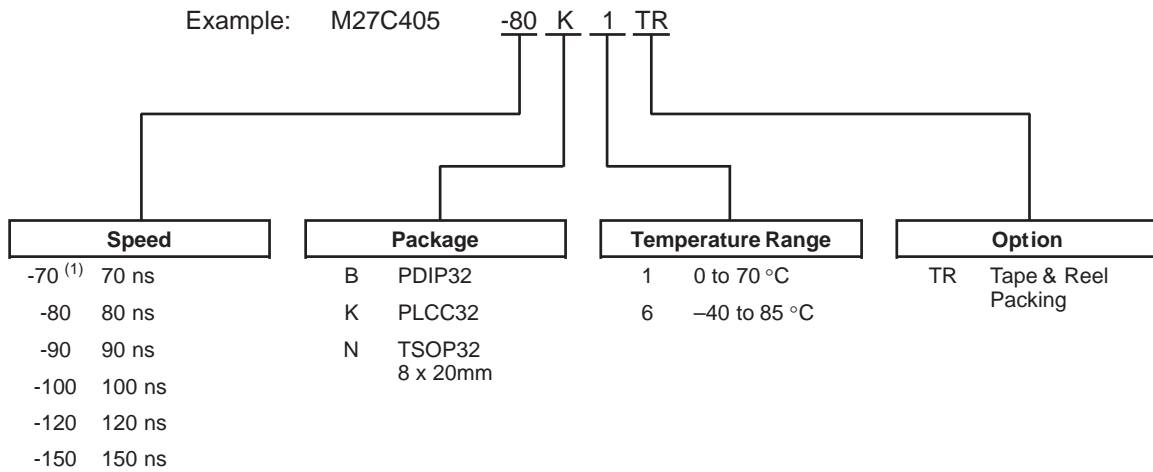 Example: M27C405 -80 K 1 TR
Speed
-70 (1) 70 ns
-80 80 ns
-90 90 ns
-100 100 ns
-120 120 ns
-150 150 ns
Package
B PDIP32
K PLCC32
N TSOP32
8 x 20mm
Temperature Range
1 0 to 70 °C
6 –40 to 85 °C
Option
TR Tape & Reel
Packing